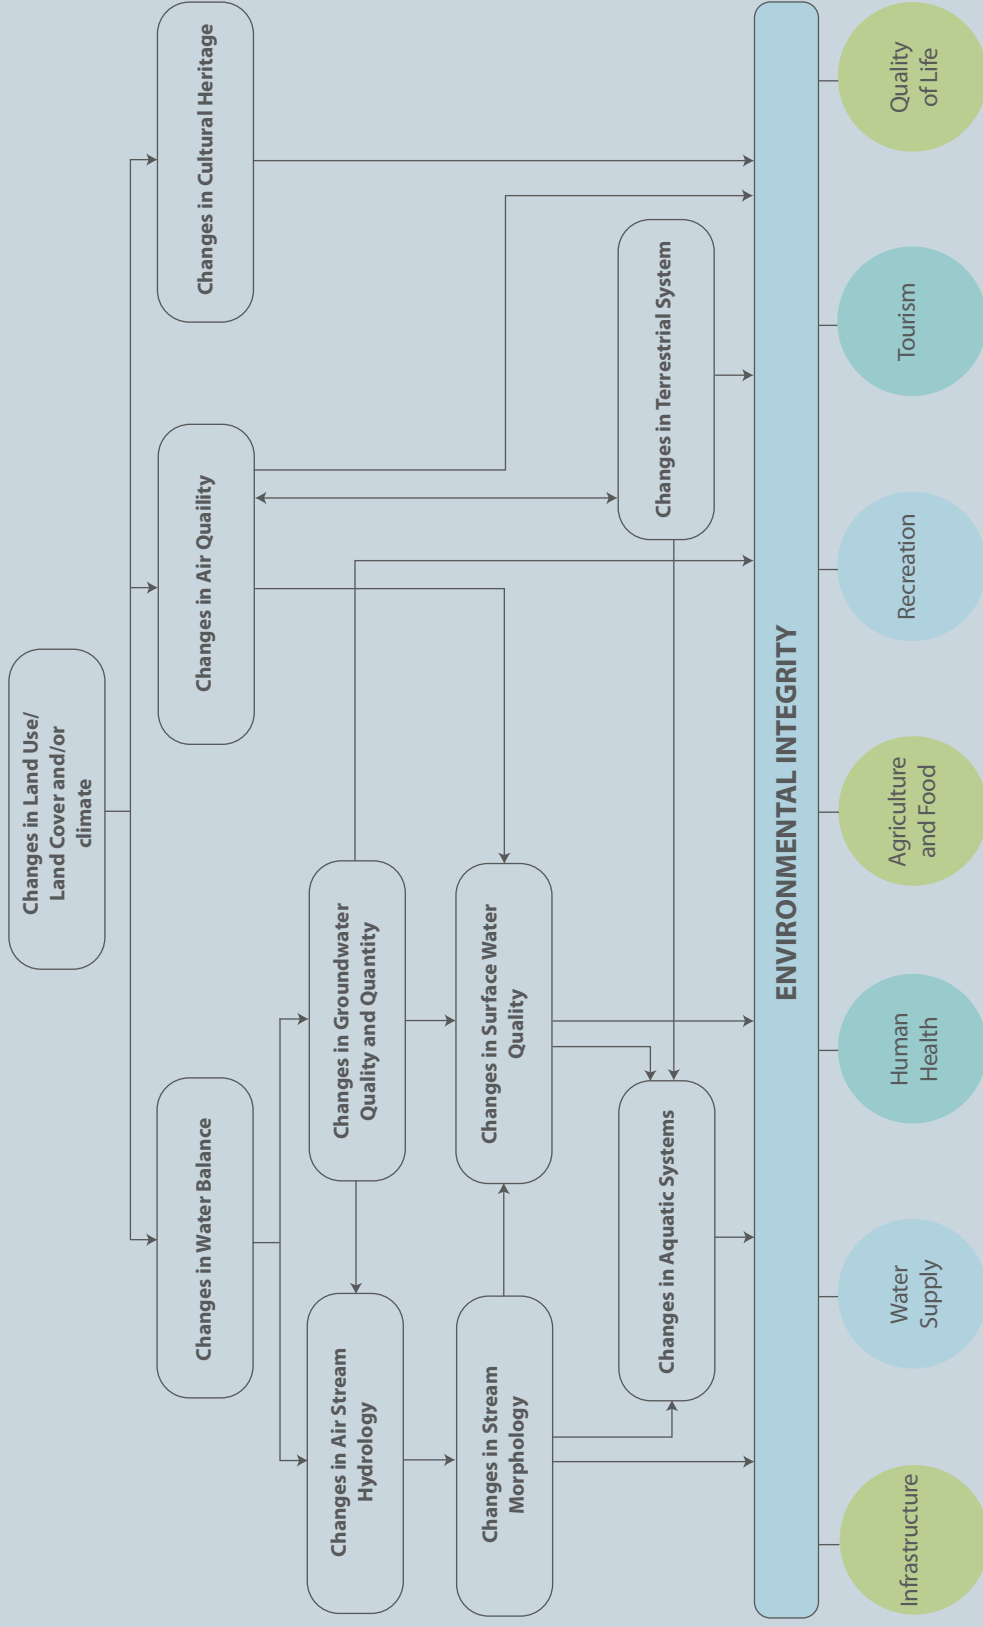 Changes in Land Use/
Land Cover and/or
climate
Changes in Water Balance
Changes in Air Quaility
Changes in Cultural Heritage
Changes in Air Stream
Hydrology
Changes in Groundwater
Quality and Quantity
Changes in Stream
Morphology
Changes in Surface Water
Quality
Changes in Aquatic Systems
Changes in Terrestrial System
ENVIRONMENTAL INTEGRITY
Infrastructure
Water
Supply
Human
Health
Agriculture
and Food
Recreation
Tourism
Quality
of Life